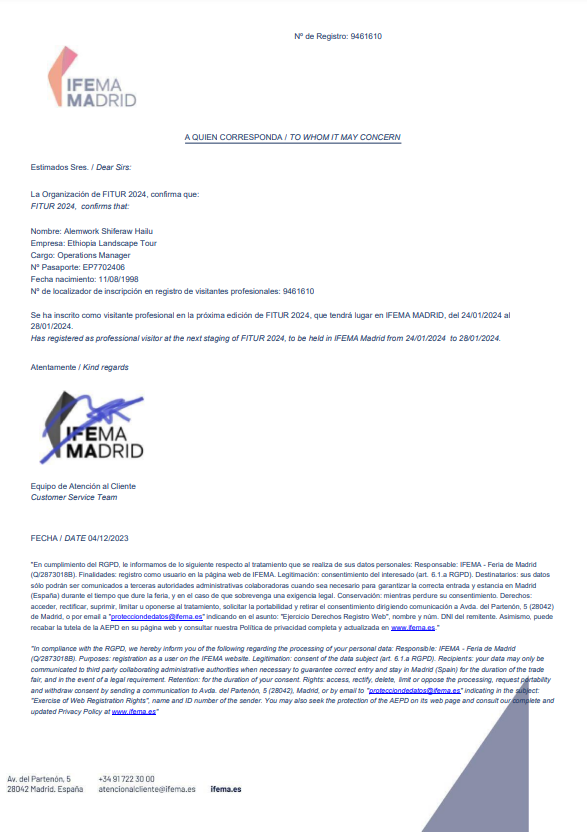 Nº de Registro: 9461610
IFEMA
MADRID
A QUIEN CORRESPONDA / TO WHOM IT MAY CONCERN
Estimados Sres. / Dear Sirs:
La Organización de FITUR 2024, confirma que:
FITUR 2024, confirms that:
Nombre: Alemwork Shiferaw Hailu
Empresa: Ethiopia Landscape Tour
Cargo: Operations Manager
Nº Pasaporte: EP7702406
Fecha nacimiento: 11/08/1998
Nº de localizador de inscripción en registro de visitantes profesionales: 9461610
Se ha inscrito como visitante profesional en la próxima edición de FITUR 2024, que tendrá lugar en IFEMA MADRID, del 24/01/2024 al
28/01/2024.
Has registered as professional visitor at the next staging of FITUR 2024, to be held in IFEMA Madrid from 24/01/2024 to 28/01/2024.
Atentamente / Kind regards
IFEMA
MADRID
Equipo de Atención al Cliente
Customer Service Team
FECHA / DATE 04/12/2023
"En cumplimiento del RGPD, le informamos de lo siguiente respecto al tratamiento que se realiza de sus datos personales: Responsable: IFEMA - Feria de Madrid
(Q/2873018B). Finalidades: registro como usuario en la página web de IFEMA. Legitimación: consentimiento del interesado (art. 6.1.a RGPD). Destinatarios: sus datos
sólo podrán ser comunicados a terceras autoridades administrativas colaboradoras cuando sea necesario para garantizar la correcta entrada y estancia en Madrid
(España) durante el tiempo que dure la feria, y en el caso de que sobrevenga una exigencia legal. Conservación: mientras perdure su consentimiento. Derechos:
acceder, rectificar, suprimir, limitar u oponerse al tratamiento, solicitar la portabilidad y retirar el consentimiento dirigiendo comunicación a Avda. del Partenón, 5 (28042)
de Madrid, o por email a "protecciondedatos@ifema.es" indicando en el asunto: "Ejercicio Derechos Registro Web", nombre y núm. DNI del remitente. Asimismo, puede
recabar la tutela de la AEPD en su página web y consultar nuestra Política de privacidad completa y actualizada en www.ifema.es."
"In compliance with the RGPD, we hereby inform you of the following regarding the processing of your personal data: Responsible: IFEMA - Feria de Madrid
(Q/2873018B). Purposes: registration as a user on the IFEMA website. Legitimation: consent of the data subject (art. 6.1.a RGPD). Recipients: your data may only be
communicated to third party collaborating administrative authorities when necessary to guarantee correct entry and stay in Madrid (Spain) for the duration of the trade
fair, and in the event of a legal requirement. Retention: for the duration of your consent. Rights: access, rectify, delete, limit or oppose the processing, request portability
and withdraw consent by sending a communication to Avda. del Partenón, 5 (28042), Madrid, or by email to "protecciondedatos@ifema.es" indicating in the subject:
"Exercise of Web Registration Rights", name and ID number of the sender. You may also seek the protection of the AEPD on its web page and consult our complete and
updated Privacy Policy at www.ifema.es"
Av. del Partenón, 5 +34 91 722 30 00
28042 Madrid. España atencionalcliente@ifema.es ifema.es